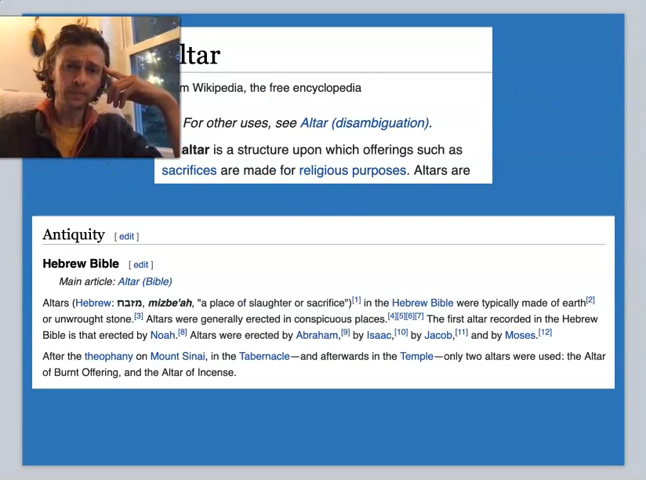 ltar
m Wikipedia, the free encyclopedia
For other uses, see Altar (disambiguation).
altar is a structure upon which offerings such as
sacrifices are made for religious purposes. Altars are
Antiquity [ edit ]
Hebrew Bible [ edit ]
Main article: Altar (Bible)
Altars (Hebrew: מזבח, mizbe'ah, "a place of slaughter or sacrifice")[1] in the Hebrew Bible were typically made of earth[2]
or unwrought stone.[3] Altars were generally erected in conspicuous places.[4][5][6][7] The first altar recorded in the Hebrew
Bible is that erected by Noah.[8] Altars were erected by Abraham,[9] by Isaac,[10] by Jacob,[11] and by Moses.[12]
After the theophany on Mount Sinai, in the Tabernacle—and afterwards in the Temple—only two altars were used: the Altar
of Burnt Offering, and the Altar of Incense.